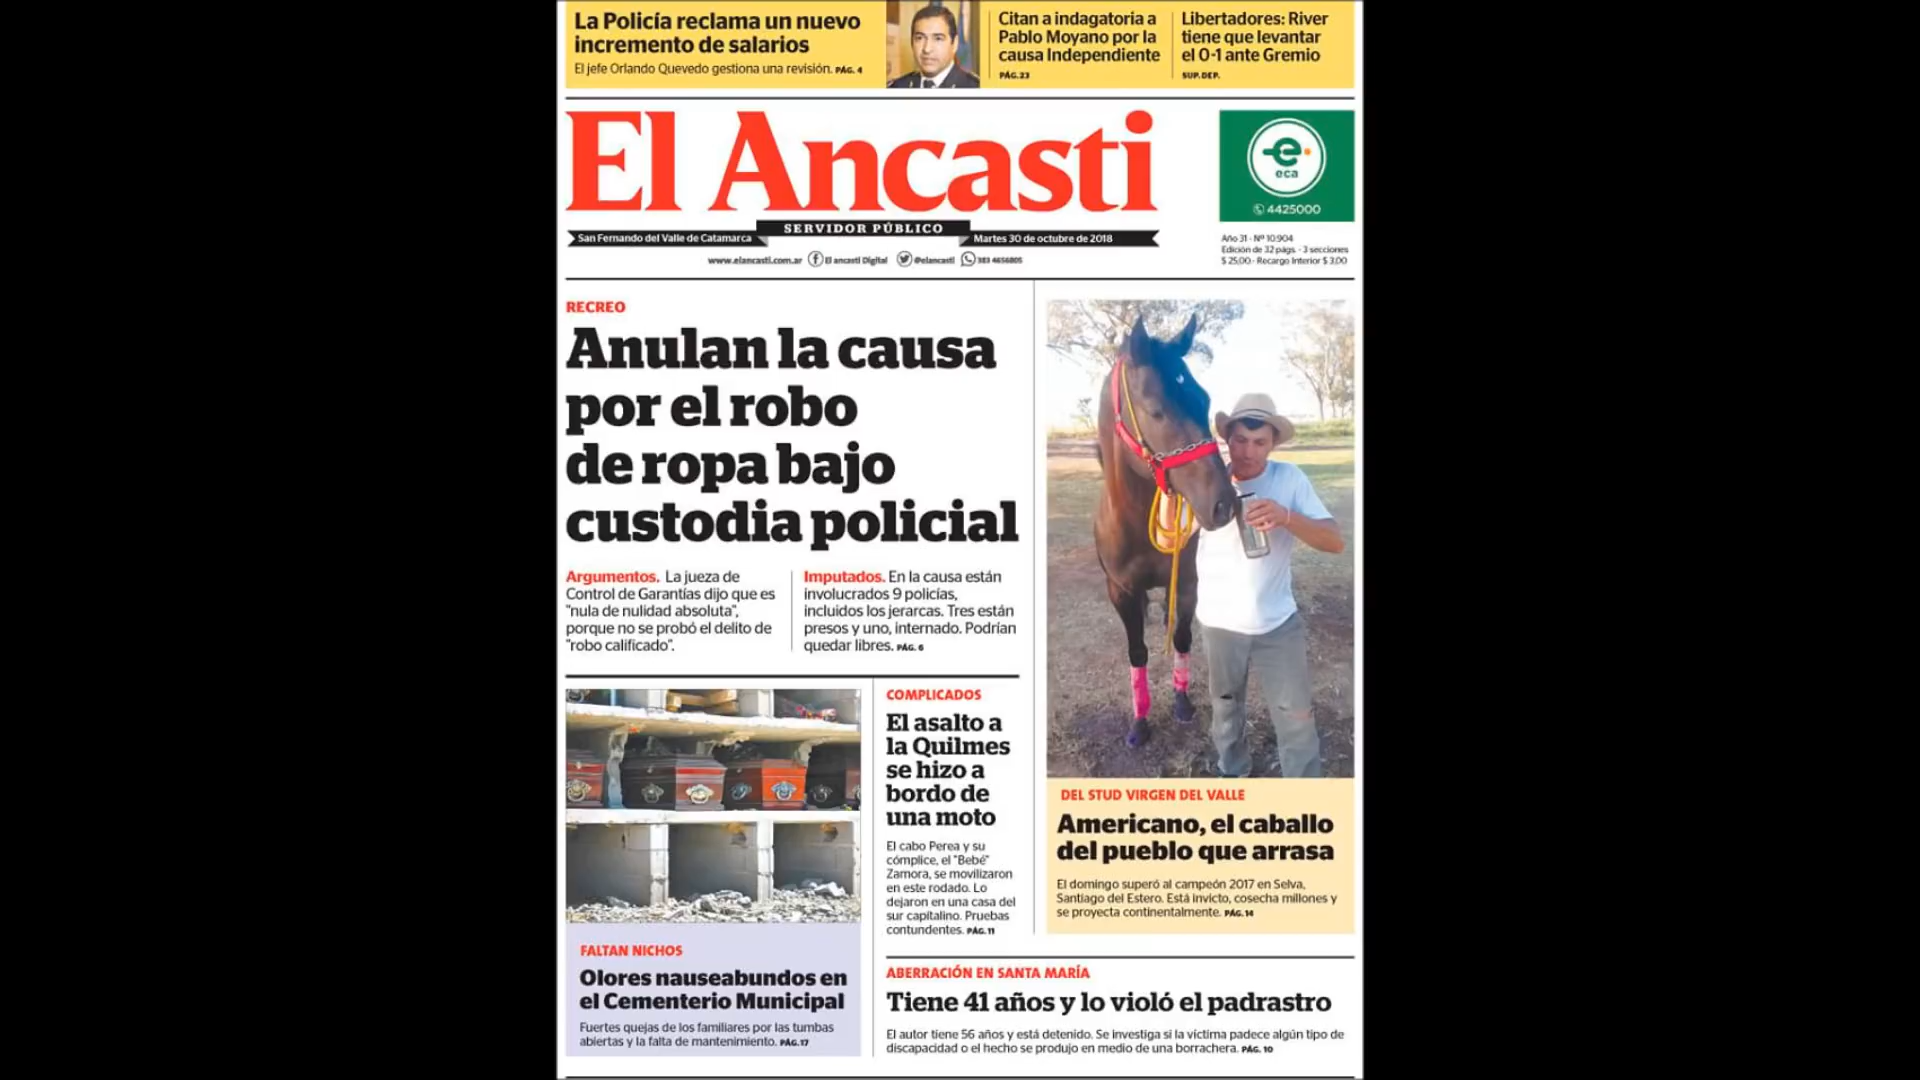 La Policía reclama un nuevo
incremento de salarios
El jefe Orlando Quevedo gestiona una revisión. PÁG. 4
Citan a indagatoria a
Pablo Moyano por la
causa Independiente
PÁG. 23
Libertadores: River
tiene que levantar
el 0-1 ante Gremio
SUP. DEP.
El Ancasti
SERVIDOR PÚBLICO
San Fernando del Valle de Catamarca
Martes 30 de octubre de 2018
www.elancasti.com.ar El ancasti Digital @elancasti 383 4656805
e
eca
4425000
Año 31 - Nº 10.904
Edición de 32 págs. - 3 secciones
$ 25,00 - Recargo Interior $ 3,00
RECREO
Anulan la causa
por el robo
de ropa bajo
custodia policial
Argumentos. La jueza de
Control de Garantías dijo que es
"nula de nulidad absoluta",
porque no se probó el delito de
"robo calificado".
Imputados. En la causa están
involucrados 9 policías,
incluidos los jerarcas. Tres están
presos y uno, internado. Podrían
quedar libres. PÁG. 6
DEL STUD VIRGEN DEL VALLE
Americano, el caballo
del pueblo que arrasa
El domingo superó al campeón 2017 en Selva,
Santiago del Estero. Está invicto, cosecha millones y
se proyecta continentalmente. PÁG. 14
COMPLICADOS
El asalto a
la Quilmes
se hizo a
bordo de
una moto
El cabo Perea y su
cómplice, el "Bebé"
Zamora, se movilizaron
en este rodado. Lo
dejaron en una casa del
sur capitalino. Pruebas
contundentes. PÁG. 11
FALTAN NICHOS
Olores nauseabundos en
el Cementerio Municipal
Fuertes quejas de los familiares por las tumbas
abiertas y la falta de mantenimiento. PÁG. 17
ABERRACIÓN EN SANTA MARÍA
Tiene 41 años y lo violó el padrastro
El autor tiene 56 años y está detenido. Se investiga si la víctima padece algún tipo de
discapacidad o el hecho se produjo en medio de una borrachera. PÁG. 10